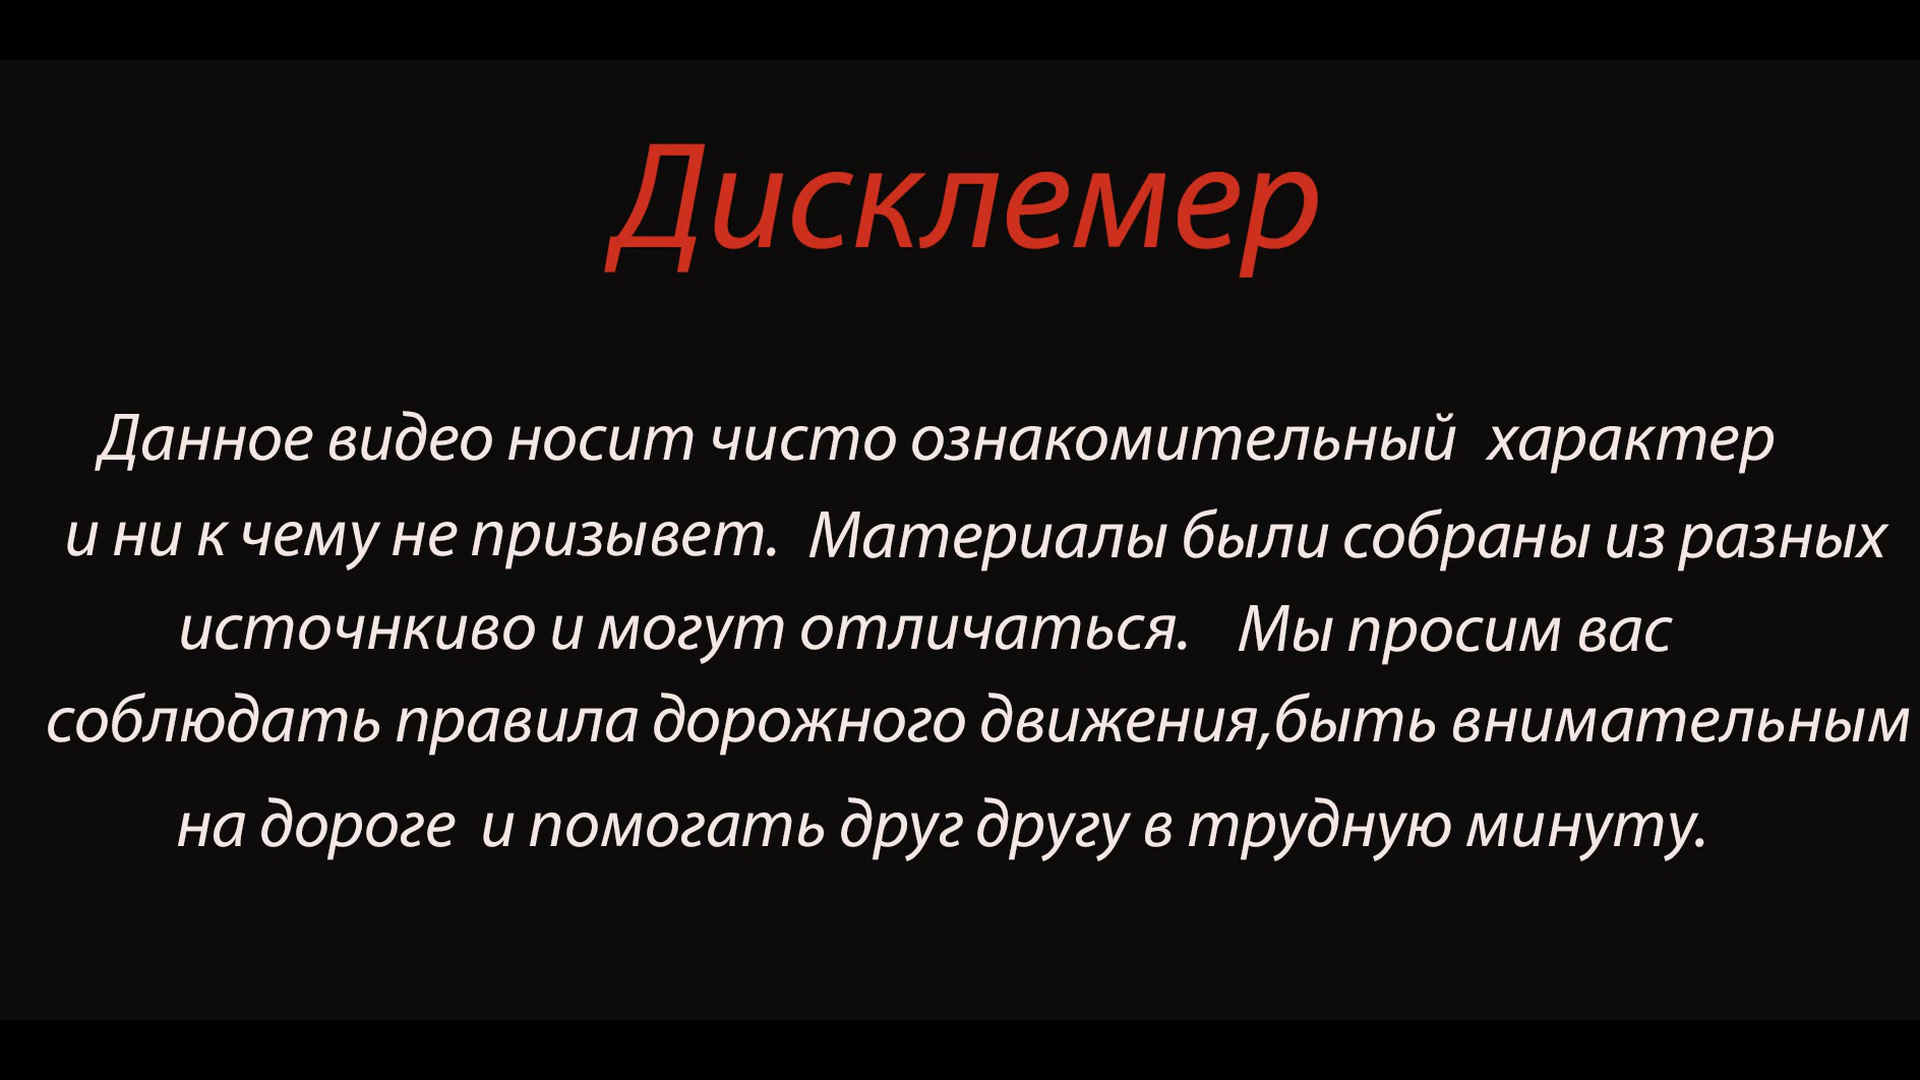 Дисклемер
Данное видео носит чисто ознакомительный характер
и ни к чему не призывет. Материалы были собраны из разных
источнкиво и могут отличаться. Мы просим вас
соблюдать правила дорожного движения,быть внимательным
на дороге и помогать друг другу в трудную минуту.